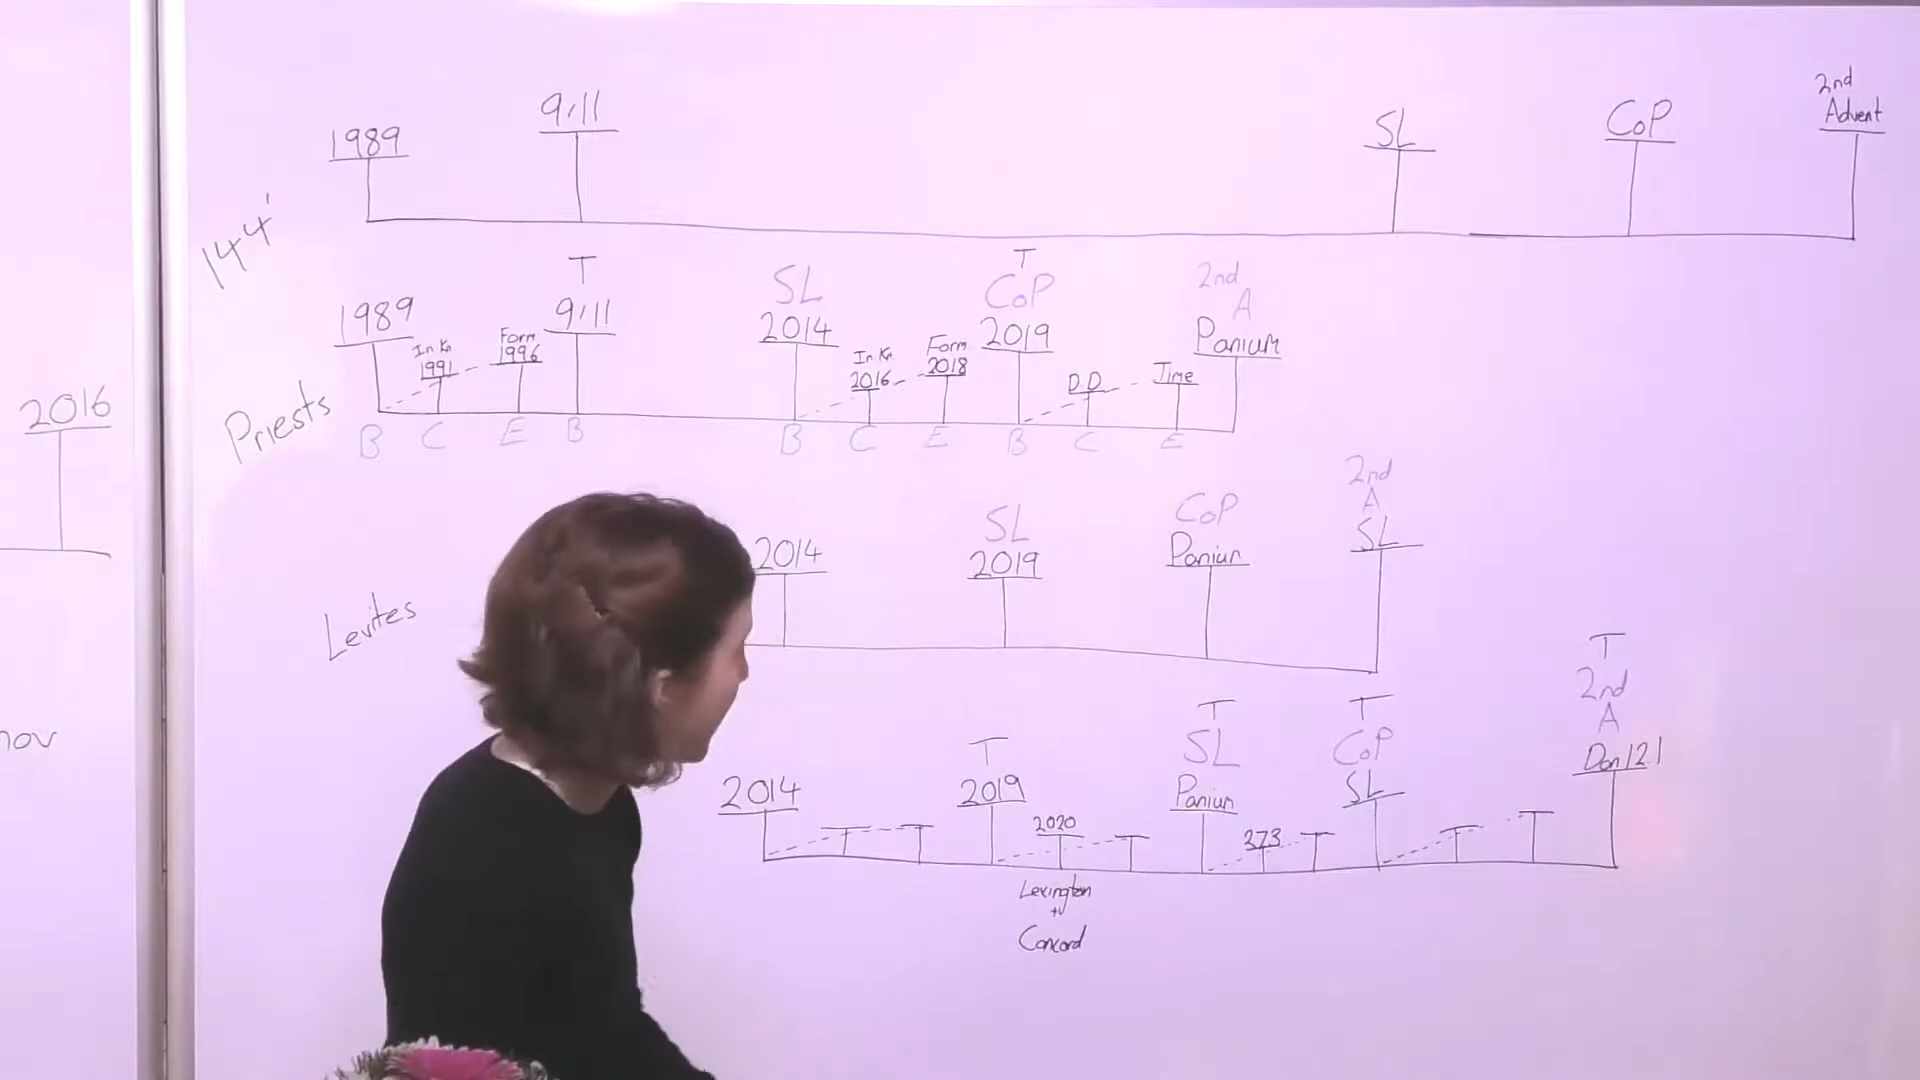 2016
nov
144'
1989
9/11
SL
CoP
2nd
Advent
Priests
1989
In Kn
1991
Form
1996
T
9/11
SL
2014
In Kn
2016
Form
2018
T
CoP
2019
D.D
Time
2nd
A
Panium
B C E B B C E B C E
Levites
2014
SL
2019
CoP
Panium
2nd
A
SL
2014
T
2019
2020
Lexington
+
Concord
T
SL
Panium
373
T
CoP
SL
T
2nd
A
Dan 12:1